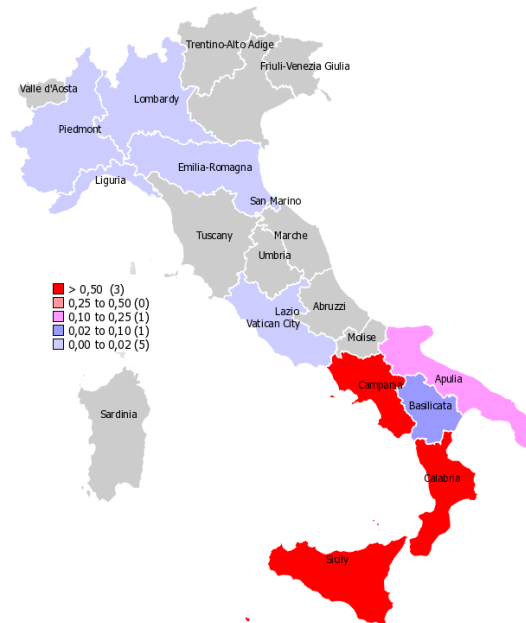 Trentino-Alto Adige
Friuli-Venezia Giulia
Valle d'Aosta
Lombardy
Piedmont
Emilia-Romagna
Liguria
San Marino
Tuscany
Marche
Umbria
> 0,50 (3)
0,25 to 0,50 (0)
0,10 to 0,25 (1)
0,02 to 0,10 (1)
0,00 to 0,02 (5)
Lazio
Vatican City
Abruzzi
Molise
Campania
Apulia
Basilicata
Sardinia
Calabria
Sicily